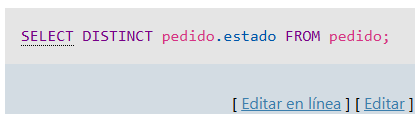 SELECT DISTINCT pedido.estado FROM pedido;
[ Editar en línea ] [ Editar ]